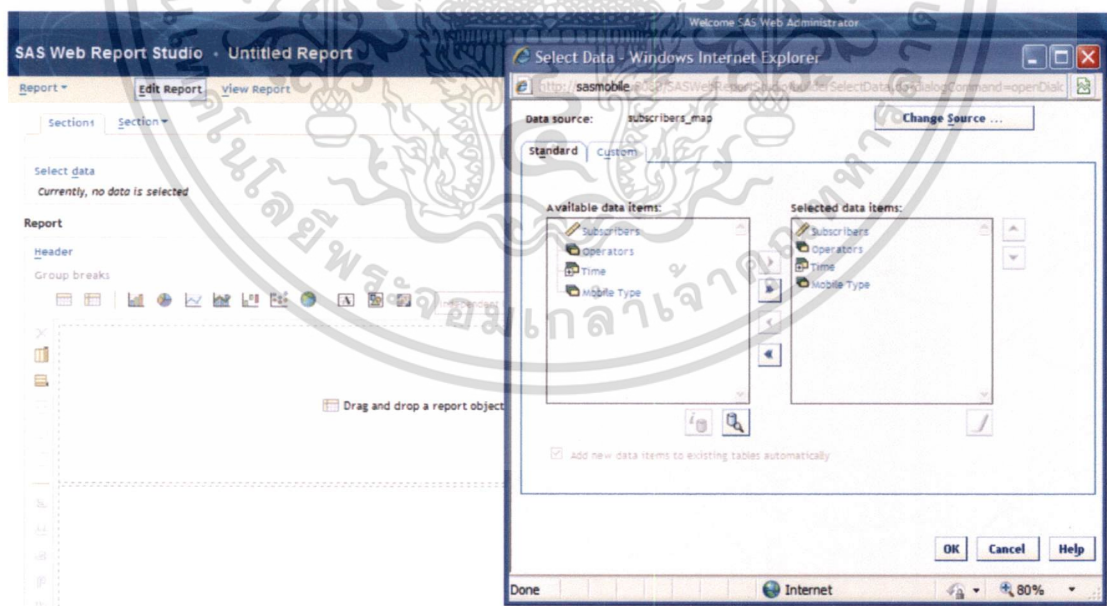 Welcome SAS Web Administrator
SAS Web Report Studio - Untitled Report
Report
Edit Report
View Report
Section1
Section
Select data
Currently, no data is selected
Report
Header
Group breaks
Drag and drop a report object
Select Data - Windows Internet Explorer
Data source: subscribers_map
Change Source ...
Standard
Custom
Available data items:
Subscribers
Operators
Time
Mobile Type
Selected data items:
Subscribers
Operators
Time
Mobile Type
Add new data items to existing tables automatically
OK
Cancel
Help
Done
Internet
80%